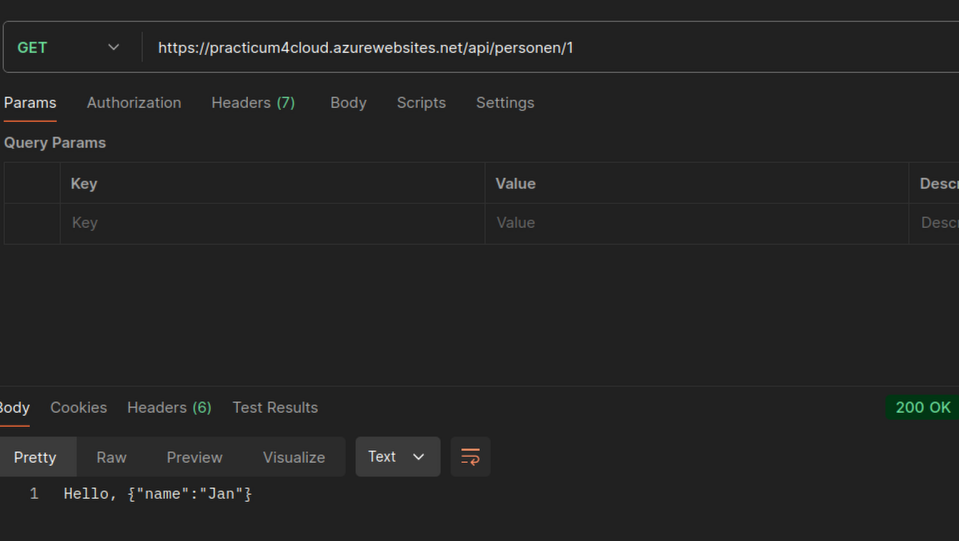 GET https://practicum4cloud.azurewebsites.net/api/personen/1
Params Authorization Headers (7) Body Scripts Settings
Query Params
Key Value Descr
Key Value Descr
Body Cookies Headers (6) Test Results 200 OK
Pretty Raw Preview Visualize Text
1 Hello, {"name":"Jan"}